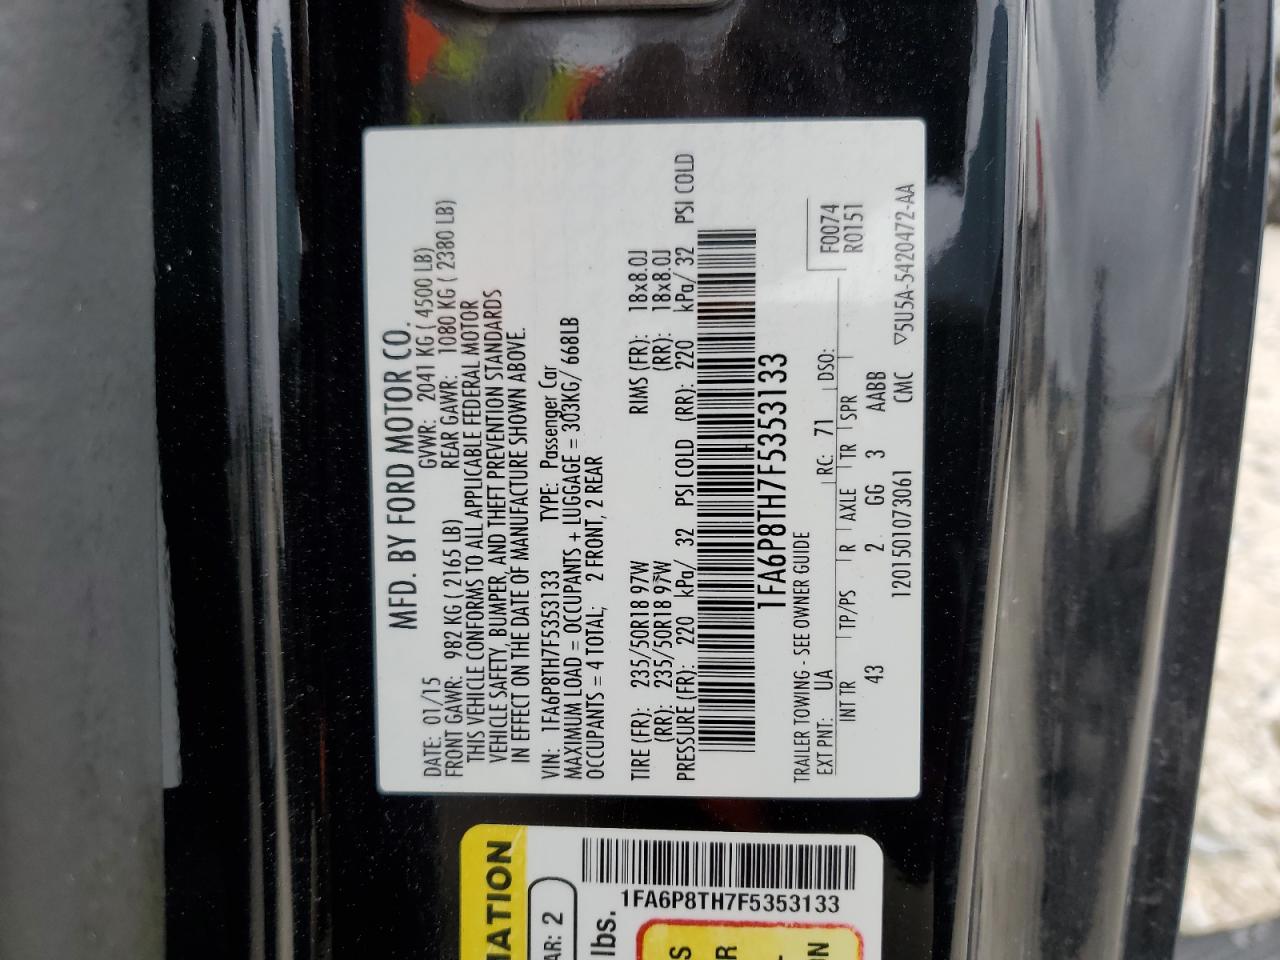 MFD. BY FORD MOTOR CO.
DATE: 01/15 GVWR: 2041 KG ( 4500 LB)
FRONT GAWR: 982 KG ( 2165 LB) REAR GAWR: 1080 KG ( 2380 LB)
THIS VEHICLE CONFORMS TO ALL APPLICABLE FEDERAL MOTOR
VEHICLE SAFETY, BUMPER, AND THEFT PREVENTION STANDARDS
IN EFFECT ON THE DATE OF MANUFACTURE SHOWN ABOVE.
VIN: 1FA6P8TH7F5353133 TYPE: Passenger Car
MAXIMUM LOAD = OCCUPANTS + LUGGAGE = 303KG/ 668LB
OCCUPANTS = 4 TOTAL; 2 FRONT, 2 REAR
TIRE (FR): 235/50R18 97W RIMS (FR): 18x8.0J
(RR): 235/50R18 97W (RR): 18x8.0J
PRESSURE (FR): 220 kPa/ 32 PSI COLD (RR): 220 kPa/ 32 PSI COLD
1FA6P8TH7F5353133
TRAILER TOWING - SEE OWNER GUIDE
F0074
R0151
EXT PNT: UA RC: 71 DSO:
INT TR TP/PS R AXLE TR SPR
43 2 GG 3 AABB
1201501073061 CMC ▽5U5A-5420472-AA
MATION
AR: 2
lbs.
1FA6P8TH7F5353133
S
R
ON